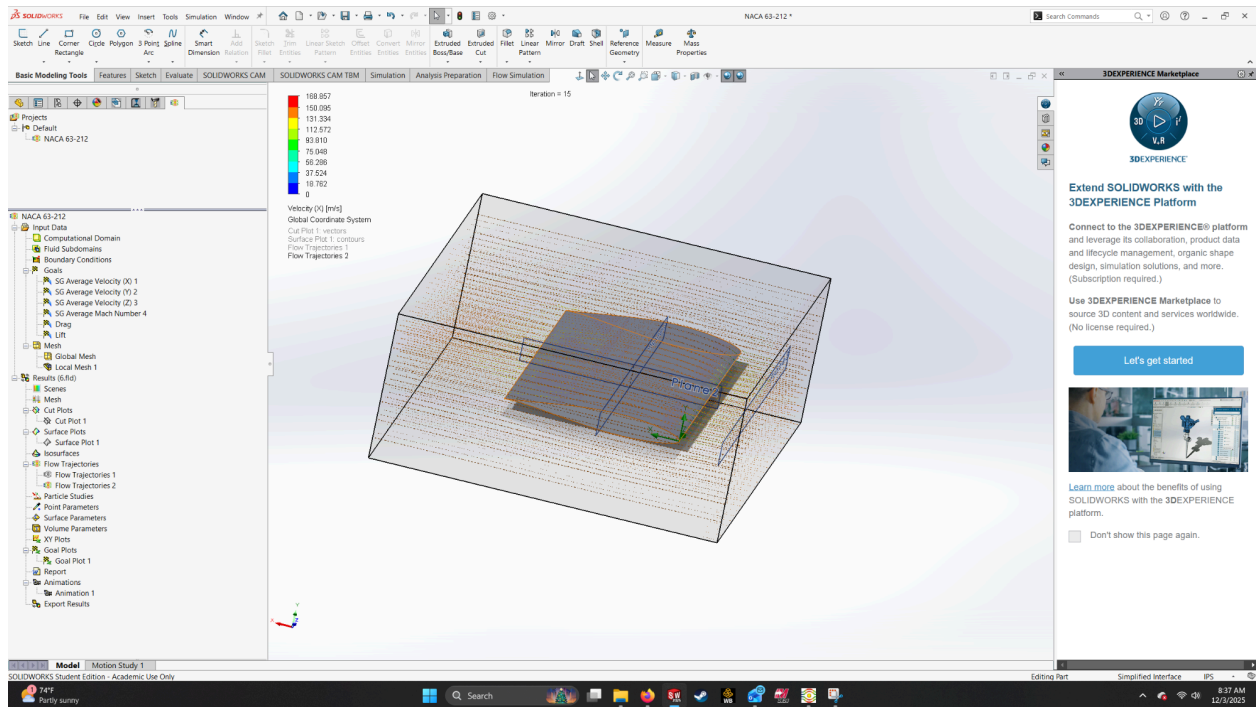 SOLIDWORKS File Edit View Insert Tools Simulation Window
NACA 63-212 *
Search Commands
Sketch Line Corner Rectangle Circle Polygon 3 Point Arc Spline Smart Dimension Add Relation Sketch Fillet Trim Entities Linear Sketch Pattern Offset Entities Convert Entities Mirror Entities Extruded Boss/Base Extruded Cut Fillet Linear Pattern Mirror Draft Shell Reference Geometry Measure Mass Properties
Basic Modeling Tools Features Sketch Evaluate SOLIDWORKS CAM SOLIDWORKS CAM TBM Simulation Analysis Preparation Flow Simulation
Projects
Default
NACA 63-212
NACA 63-212
Input Data
Computational Domain
Fluid Subdomains
Boundary Conditions
Goals
SG Average Velocity (X) 1
SG Average Velocity (Y) 2
SG Average Velocity (Z) 3
SG Average Mach Number 4
Drag
Lift
Mesh
Global Mesh
Local Mesh 1
Results (6.fld)
Scenes
Mesh
Cut Plots
Cut Plot 1
Surface Plots
Surface Plot 1
Isosurfaces
Flow Trajectories
Flow Trajectories 1
Flow Trajectories 2
Particle Studies
Point Parameters
Surface Parameters
Volume Parameters
XY Plots
Goal Plots
Goal Plot 1
Report
Animations
Animation 1
Export Results
168.857
150.095
131.334
112.572
93.810
75.048
56.286
37.524
18.762
0
Velocity (X) [m/s]
Global Coordinate System
Cut Plot 1: vectors
Surface Plot 1: contours
Flow Trajectories 1
Flow Trajectories 2
Iteration = 15
Y
X
3DEXPERIENCE Marketplace
3D
V.R
3DEXPERIENCE
Extend SOLIDWORKS with the
3DEXPERIENCE Platform
Connect to the 3DEXPERIENCE® platform
and leverage its collaboration, product data
and lifecycle management, organic shape
design, simulation solutions, and more.
(Subscription required.)
Use 3DEXPERIENCE Marketplace to
source 3D content and services worldwide.
(No license required.)
Let's get started
Learn more about the benefits of using
SOLIDWORKS with the 3DEXPERIENCE
platform.
Don't show this page again.
Model Motion Study 1
SOLIDWORKS Student Edition - Academic Use Only
Editing Part Simplified Interface IPS
1
74°F
Partly sunny
Search
8:37 AM
12/3/2025